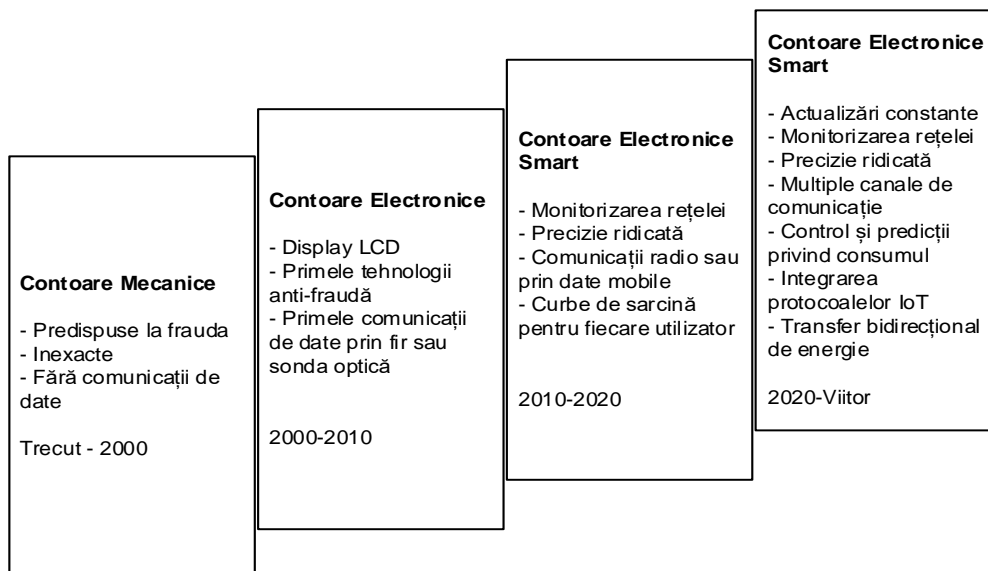 Contoare Mecanice
- Predispuse la frauda
- Inexacte
- Fără comunicații de
date
Trecut - 2000
Contoare Electronice
- Display LCD
- Primele tehnologii
anti-fraudă
- Primele comunicații
de date prin fir sau
sonda optică
2000-2010
Contoare Electronice
Smart
- Monitorizarea rețelei
- Precizie ridicată
- Comunicații radio sau
prin date mobile
- Curbe de sarcină
pentru fiecare utilizator
2010-2020
Contoare Electronice
Smart
- Actualizări constante
- Monitorizarea rețelei
- Precizie ridicată
- Multiple canale de
comunicație
- Control și predicții
privind consumul
- Integrarea
protocoalelor IoT
- Transfer bidirecțional
de energie
2020-Viitor